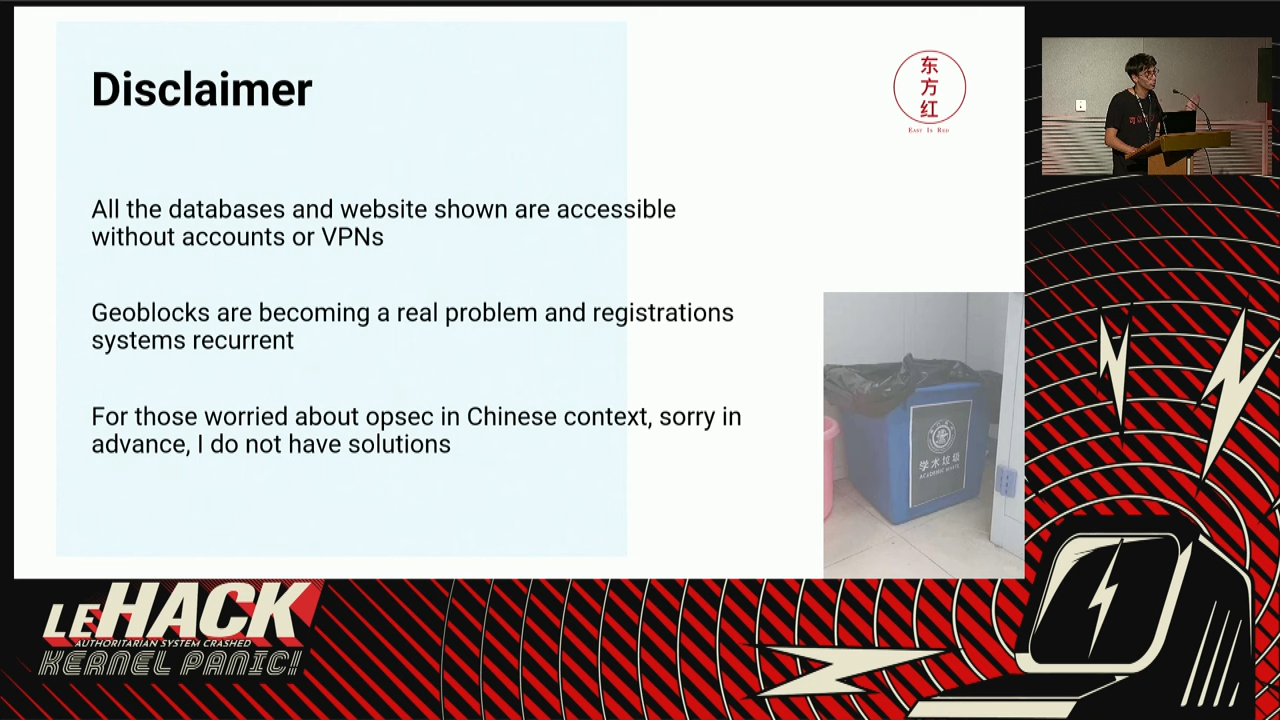 Disclaimer
东
方
红
East Is Red
All the databases and website shown are accessible
without accounts or VPNs
Geoblocks are becoming a real problem and registrations
systems recurrent
For those worried about opsec in Chinese context, sorry in
advance, I do not have solutions
学术垃圾
ACADEMIC WASTE
LEHACK
AUTHORITARIAN SYSTEM CRASHED
KERNEL PANIC!